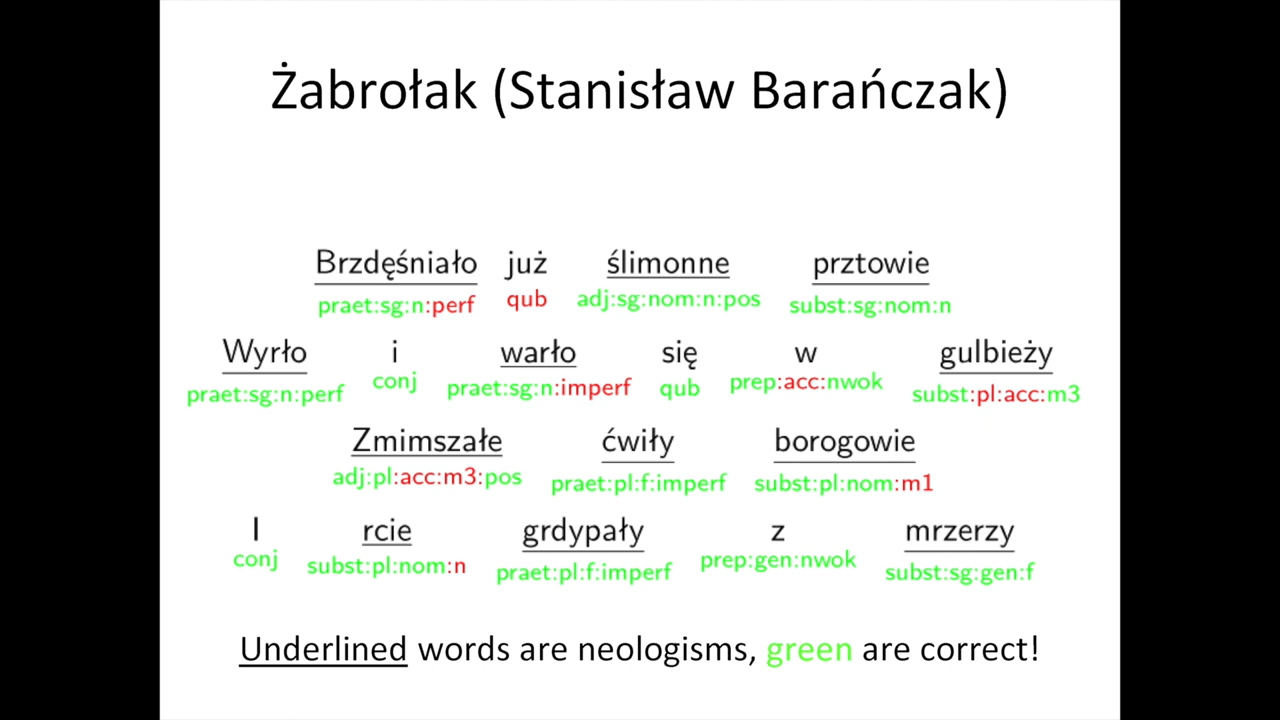 Żabrołak (Stanisław Barańczak)
Brzdęśniało już ślimonne prztowie
praet:sg:n:perf qub adj:sg:nom:n:pos subst:sg:nom:n
Wyrło i warło się w gulbieży
praet:sg:n:perf conj praet:sg:n:imperf qub prep:acc:nwok subst:pl:acc:m3
Zmimszałe ćwiły borogowie
adj:pl:acc:m3:pos praet:pl:f:imperf subst:pl:nom:m1
I rcie grdypały z mrzerzy
conj subst:pl:nom:n praet:pl:f:imperf prep:gen:nwok subst:sg:gen:f
Underlined words are neologisms, green are correct!